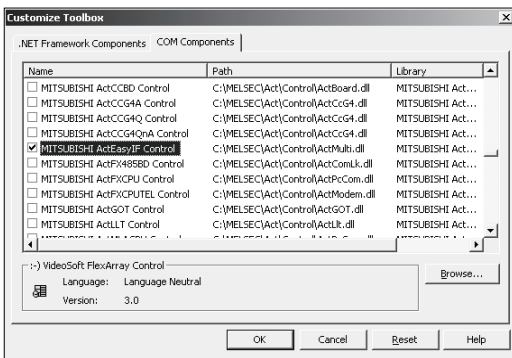 Customize Toolbox
.NET Framework Components COM Components
Name Path Library
MITSUBISHI ActCCBD Control C:\MELSEC\Act\Control\ActBoard.dll MITSUBISHI Act...
MITSUBISHI ActCCG4A Control C:\MELSEC\Act\Control\ActCcG4.dll MITSUBISHI Act...
MITSUBISHI ActCCG4Q Control C:\MELSEC\Act\Control\ActCcG4.dll MITSUBISHI Act...
MITSUBISHI ActCCG4QnA Control C:\MELSEC\Act\Control\ActCcG4.dll MITSUBISHI Act...
MITSUBISHI ActEasyIF Control C:\MELSEC\Act\Control\ActMulti.dll MITSUBISHI Act...
MITSUBISHI ActFX485BD Control C:\MELSEC\Act\Control\ActComLk.dll MITSUBISHI Act...
MITSUBISHI ActFXCPU Control C:\MELSEC\Act\Control\ActPcCom.dll MITSUBISHI Act...
MITSUBISHI ActFXCPUTEL Control C:\MELSEC\Act\Control\ActModem.dll MITSUBISHI Act...
MITSUBISHI ActGOT Control C:\MELSEC\Act\Control\ActGOT.dll MITSUBISHI Act...
MITSUBISHI ActLLT Control C:\MELSEC\Act\Control\ActLlt.dll MITSUBISHI Act...
:-) VideoSoft FlexArray Control
Browse...
Language: Language Neutral
Version: 3.0
OK Cancel Reset Help